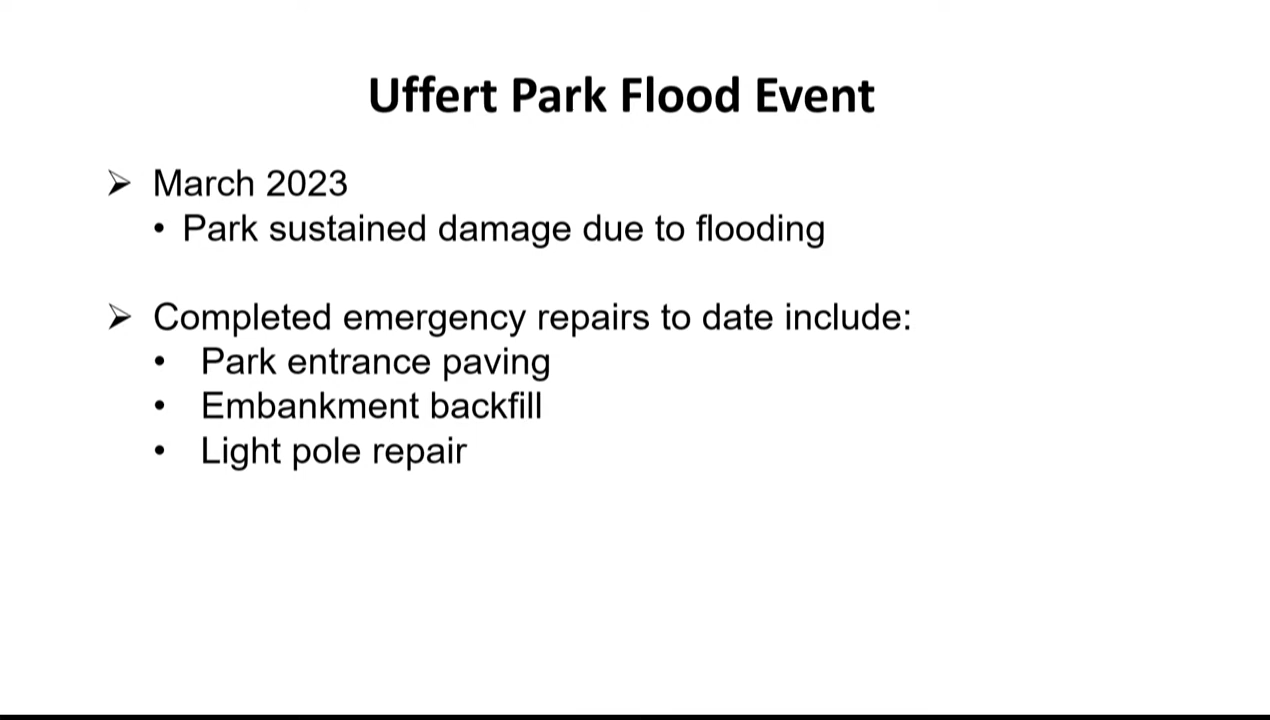 Uffert Park Flood Event
➢ March 2023
• Park sustained damage due to flooding
➢ Completed emergency repairs to date include:
• Park entrance paving
• Embankment backfill
• Light pole repair